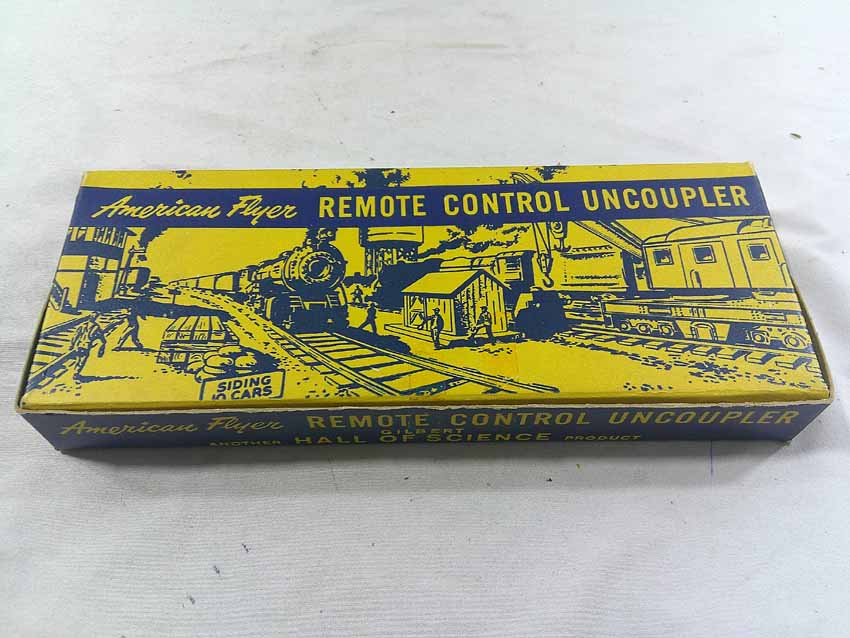 American Flyer REMOTE CONTROL UNCOUPLER
SIDING
10 CARS
American Flyer REMOTE CONTROL UNCOUPLER
GILBERT
ANOTHER HALL OF SCIENCE PRODUCT